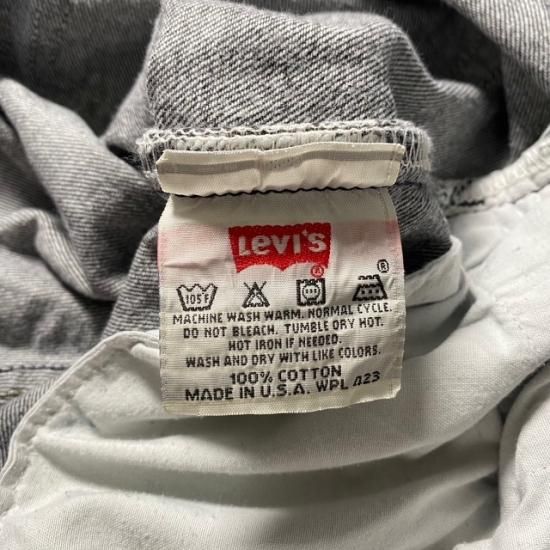 Levi's
®
®
105°F
MACHINE WASH WARM. NORMAL CYCLE.
DO NOT BLEACH. TUMBLE DRY HOT.
HOT IRON IF NEEDED.
WASH AND DRY WITH LIKE COLORS.
100% COTTON
MADE IN U.S.A. WPL 423